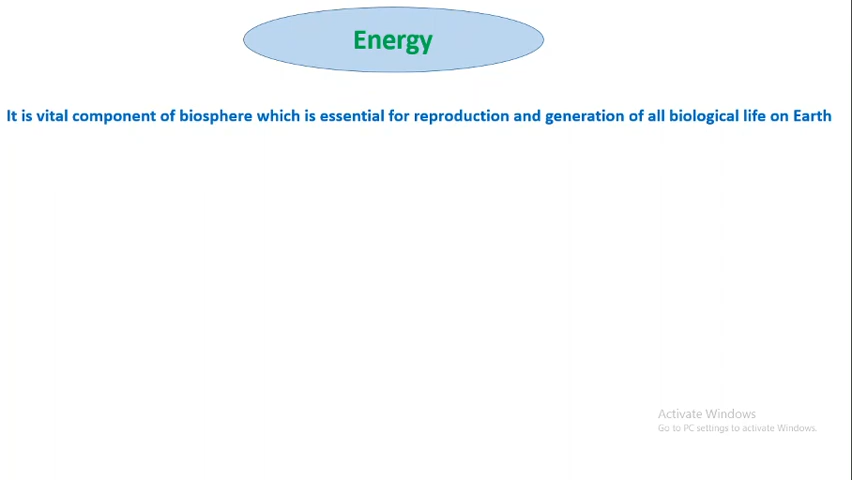 Energy
It is vital component of biosphere which is essential for reproduction and generation of all biological life on Earth
Activate Windows
Go to PC settings to activate Windows.